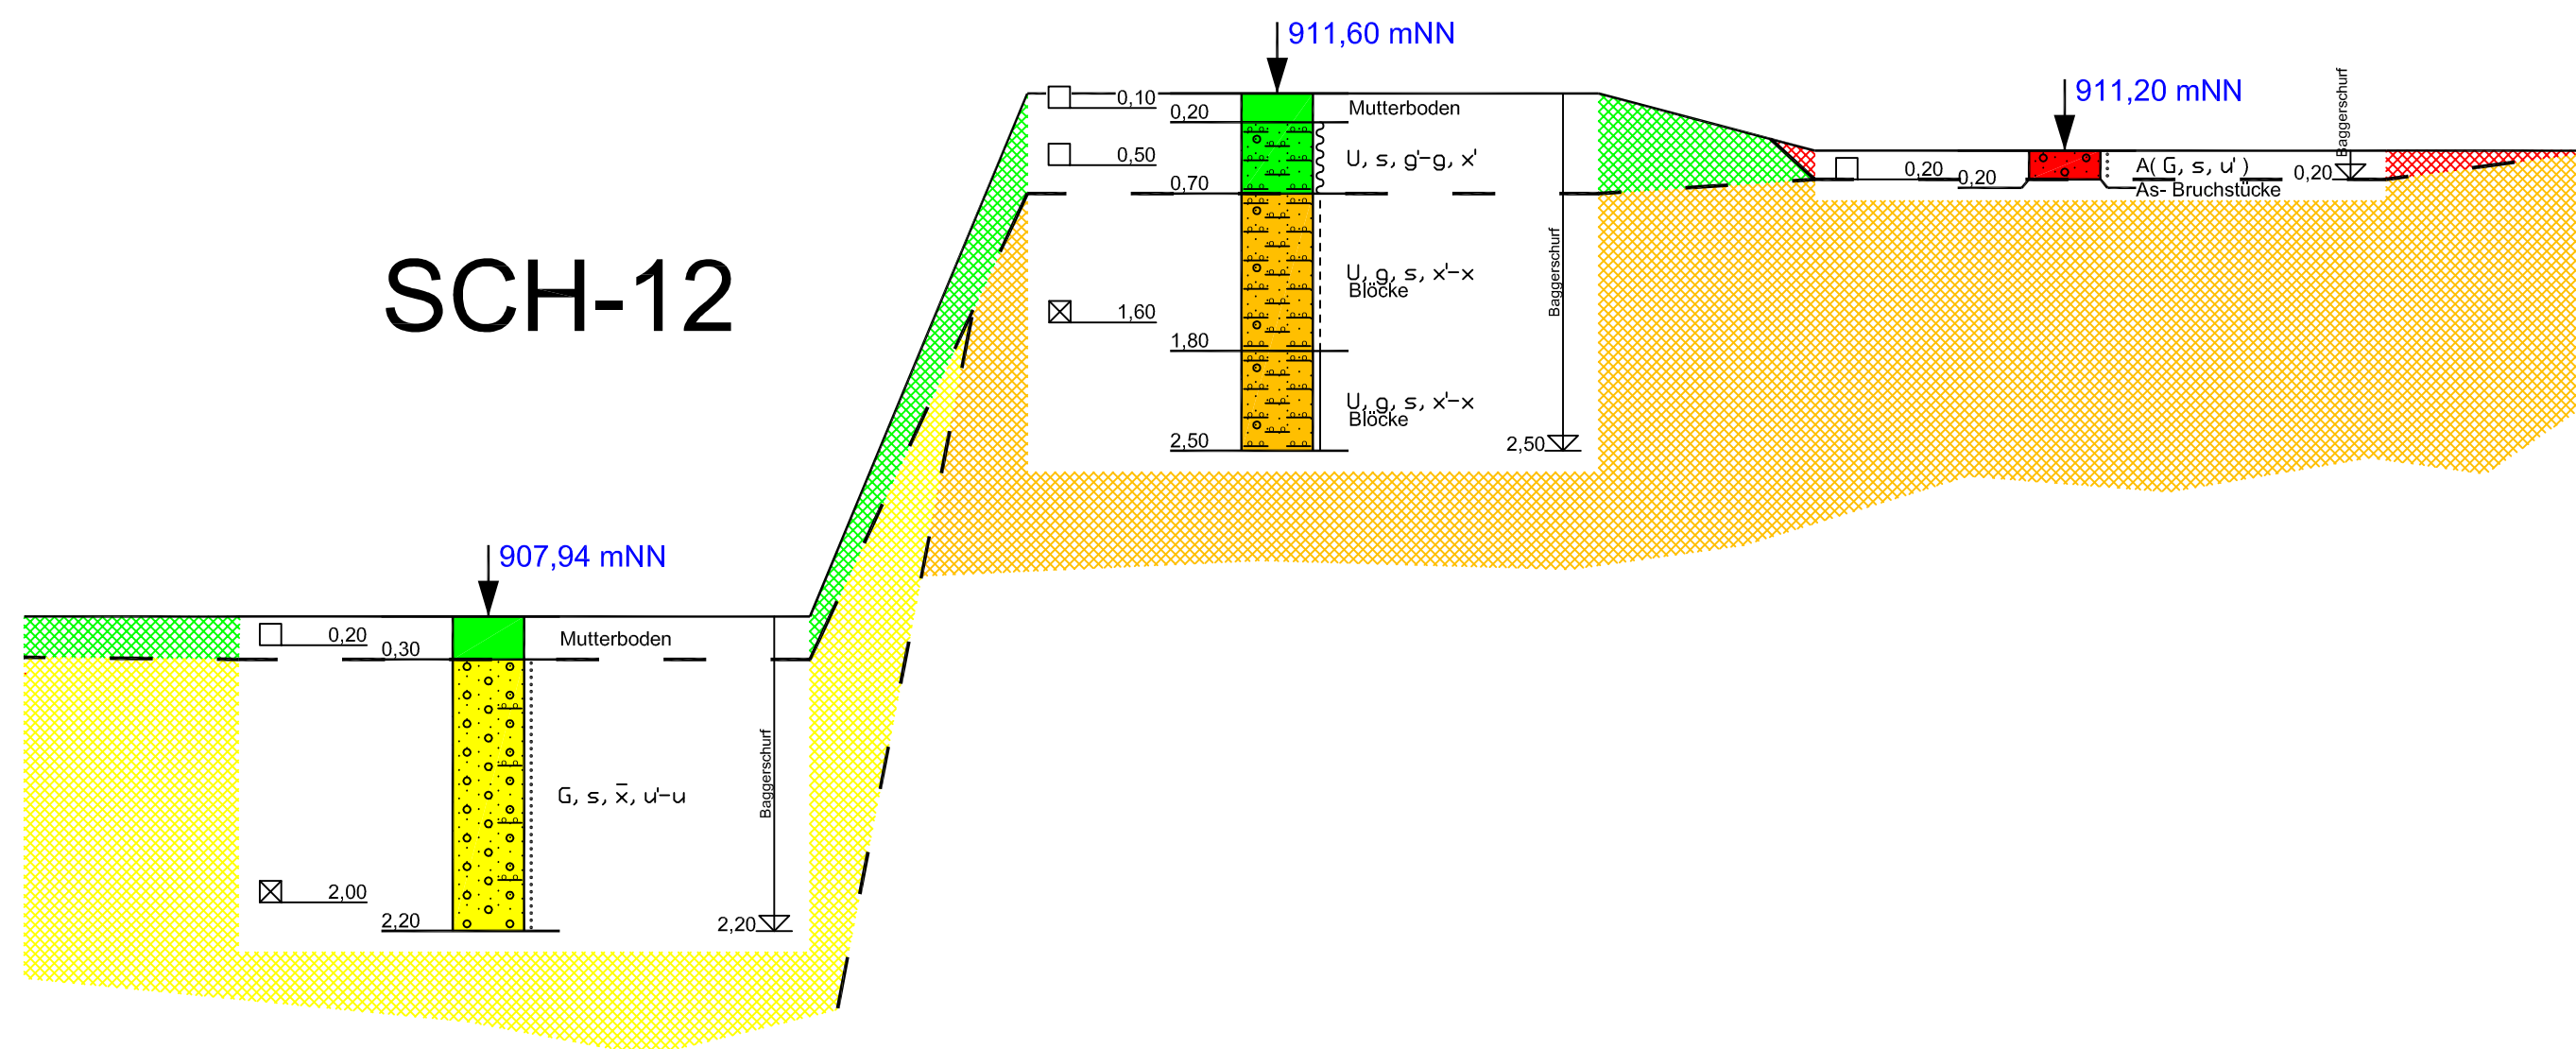 911,60 mNN
0,10
0,20
Mutterboden
0,50
U, s, g'-g, x'
0,70
Baggerschurf
U, g, s, x'-x
Blöcke
1,60
1,80
U, g, s, x'-x
Blöcke
2,50
2,50
911,20 mNN
Baggerschurf
0,20
0,20
A( G, s, u' )
As- Bruchstücke
0,20
SCH-12
907,94 mNN
0,20
0,30
Mutterboden
Baggerschurf
G, s, x̄, u'-u
2,00
2,20
2,20